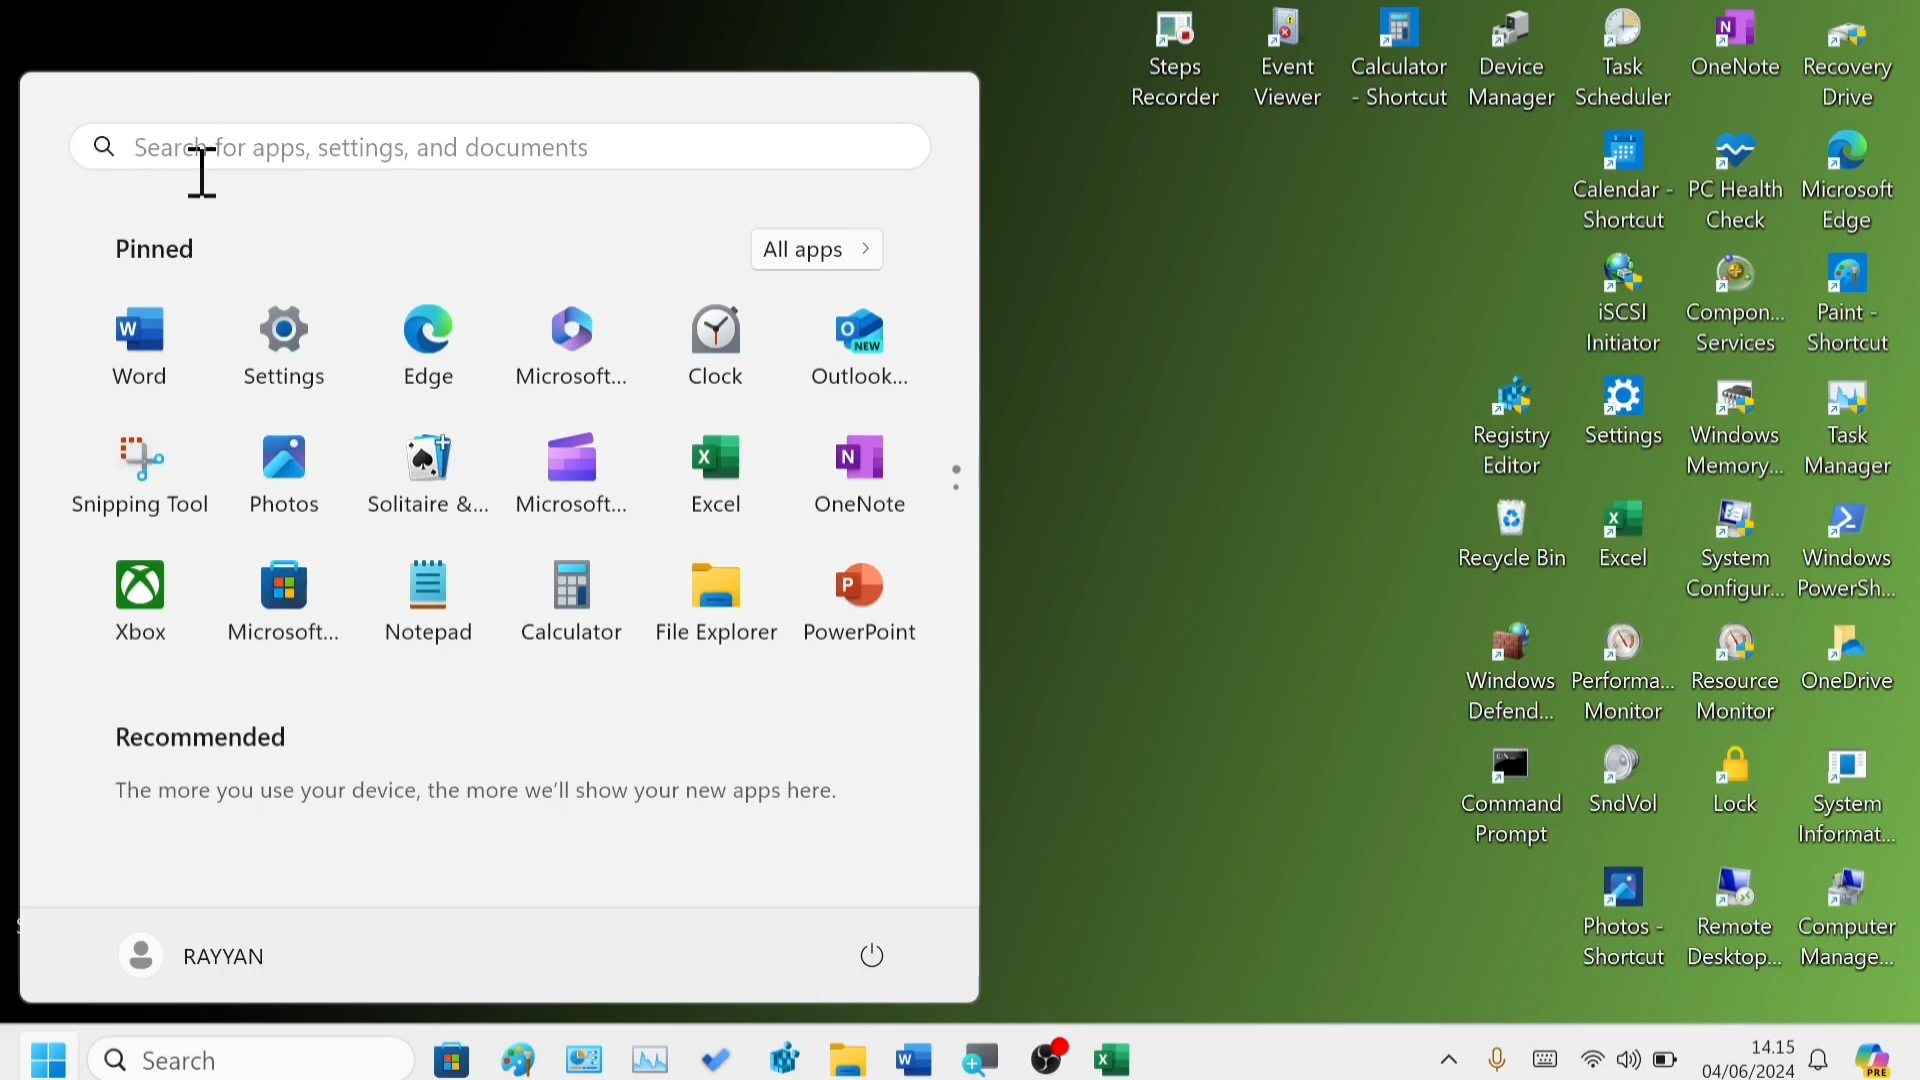 Search for apps, settings, and documents
Pinned
All apps
Word
Settings
Edge
Microsoft...
Clock
Outlook...
NEW
Snipping Tool
Photos
Solitaire &...
Microsoft...
Excel
OneNote
Xbox
Microsoft...
Notepad
Calculator
File Explorer
PowerPoint
Recommended
The more you use your device, the more we'll show your new apps here.
RAYYAN
Steps
Recorder
Event
Viewer
Calculator
- Shortcut
Device
Manager
Task
Scheduler
OneNote
Recovery
Drive
Calendar -
Shortcut
PC Health
Check
Microsoft
Edge
iSCSI
Initiator
Compon...
Services
Paint -
Shortcut
Registry
Editor
Settings
Windows
Memory...
Task
Manager
Recycle Bin
Excel
System
Configur...
Windows
PowerSh...
Windows
Defend...
Performa...
Monitor
Resource
Monitor
OneDrive
Command
Prompt
SndVol
Lock
System
Informat...
Photos -
Shortcut
Remote
Desktop...
Computer
Manage...
Search
14.15
04/06/2024
PRE